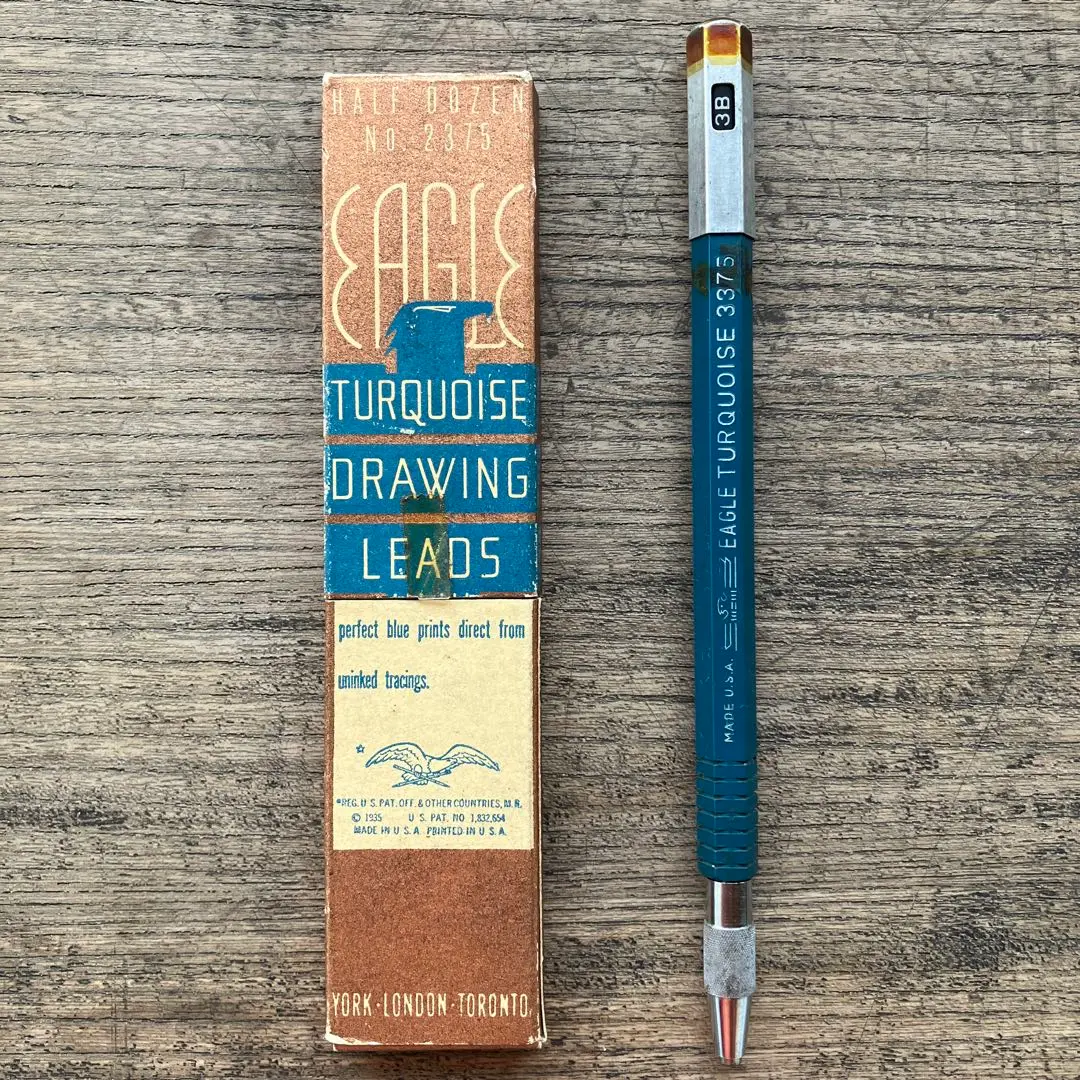 HALF DOZEN
No. 2375
EAGLE
TURQUOISE
DRAWING
LEADS
perfect blue prints direct from
uninked tracings.
*REG. U.S. PAT. OFF. & OTHER COUNTRIES, M.R.
© 1935 U S. PAT. NO 1,832,654
MADE IN U S. A. PRINTED IN U S. A.
YORK · LONDON · TORONTO.
3B
MADE U.S.A. EAGLE TURQUOISE 3375